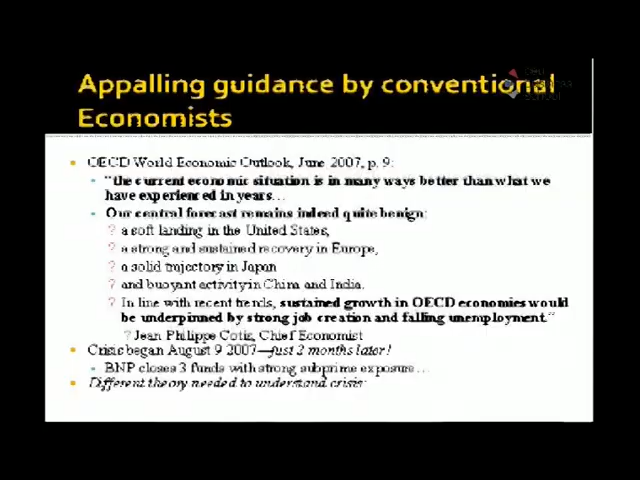 Appalling guidance by conventional
Economists
OECD World Economic Outlook, June 2007, p. 9:
"the current economic situation is in many ways better than what we
have experienced in years…
Our central forecast remains indeed quite benign:
? a soft landing in the United States,
? a strong and sustained recovery in Europe,
? a solid trajectory in Japan
? and buoyant activity in China and India.
? In line with recent trends, sustained growth in OECD economies would
be underpinned by strong job creation and falling unemployment."
? Jean Philippe Cotis, Chief Economist
Crisis began August 9 2007—just 2 months later!
BNP closes 3 funds with strong subprime exposure…
Different theory needed to understand crisis: